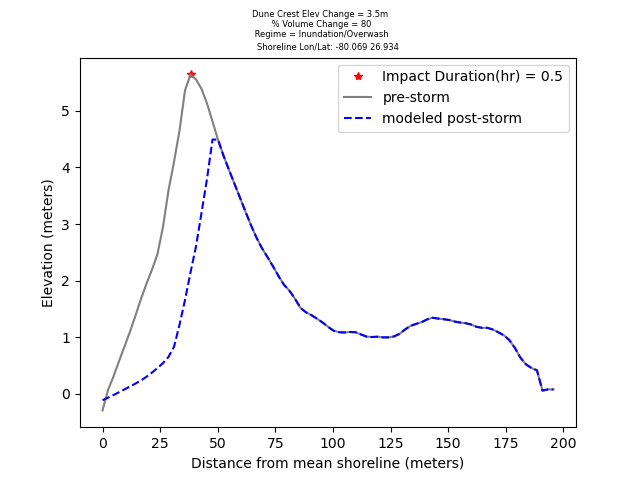 Dune Crest Elev Change = 3.5m
% Volume Change = 80
Regime = Inundation/Overwash
Shoreline Lon/Lat: -80.069 26.934
Impact Duration(hr) = 0.5
pre-storm
modeled post-storm
Elevation (meters)
5
4
3
2
1
0
0 25 50 75 100 125 150 175 200
Distance from mean shoreline (meters)